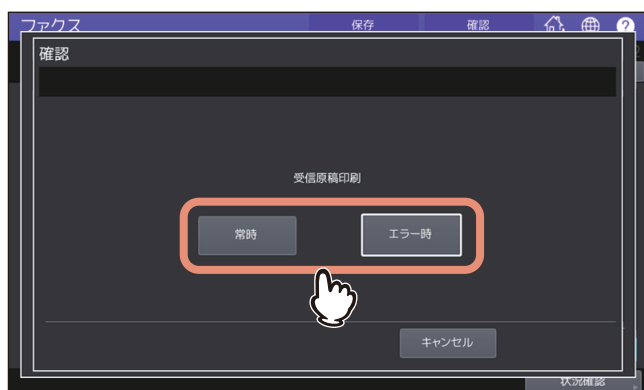 ファクス 保存 確認 ?
確認
受信原稿印刷
常時 エラー時
キャンセル
状況確認